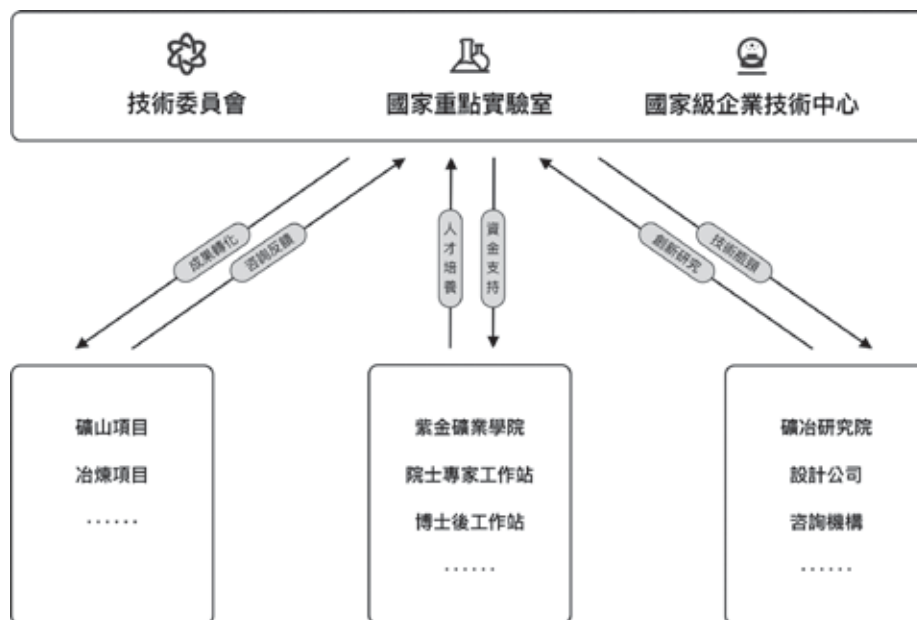 技術委員會
國家重點實驗室
國家級企業技術中心
成果轉化
咨詢反饋
人才培養
資金支持
創新研究
技術瓶頸
礦山項目
冶煉項目
······
紫金礦業學院
院士專家工作站
博士後工作站
······
礦冶研究院
設計公司
咨詢機構
······